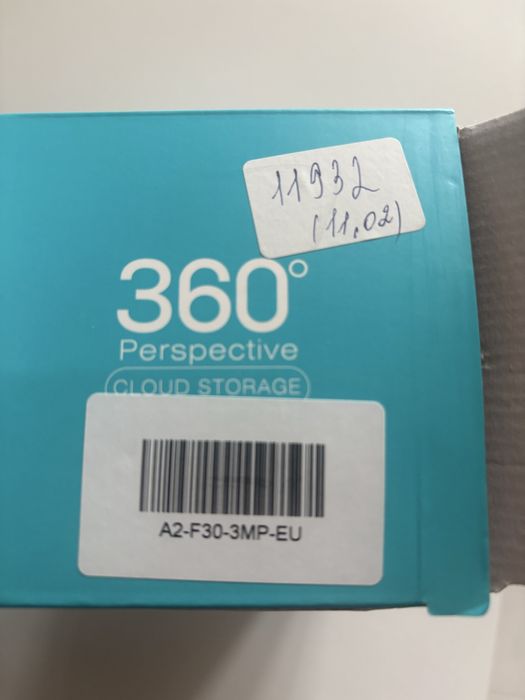 11932
(11.02)
360°
Perspective
CLOUD STORAGE
A2-F30-3MP-EU